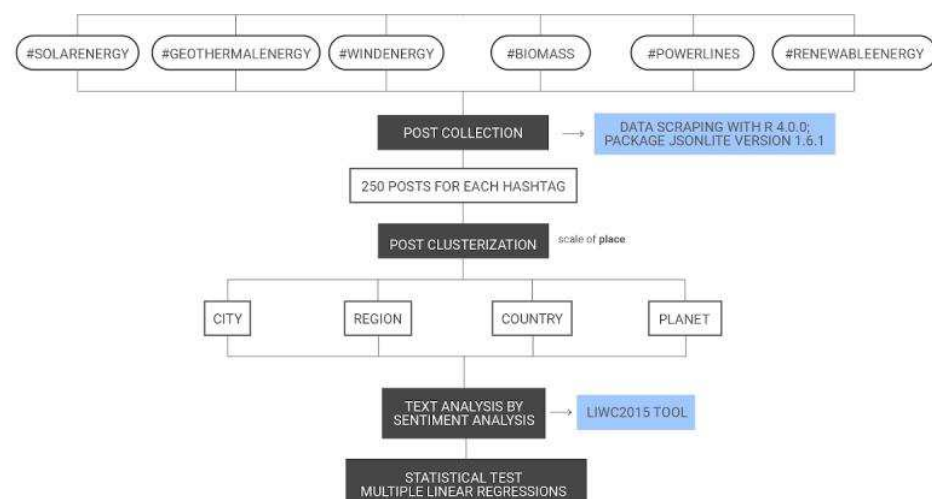 #SOLARENERGY #GEOTHERMALENERGY #WINDENERGY #BIOMASS #POWERLINES #RENEWABLEENERGY
POST COLLECTION
DATA SCRAPING WITH R 4.0.0;
PACKAGE JSONLITE VERSION 1.6.1
250 POSTS FOR EACH HASHTAG
POST CLUSTERIZATION
scale of place
CITY REGION COUNTRY PLANET
TEXT ANALYSIS BY
SENTIMENT ANALYSIS
LIWC2015 TOOL
STATISTICAL TEST
MULTIPLE LINEAR REGRESSIONS